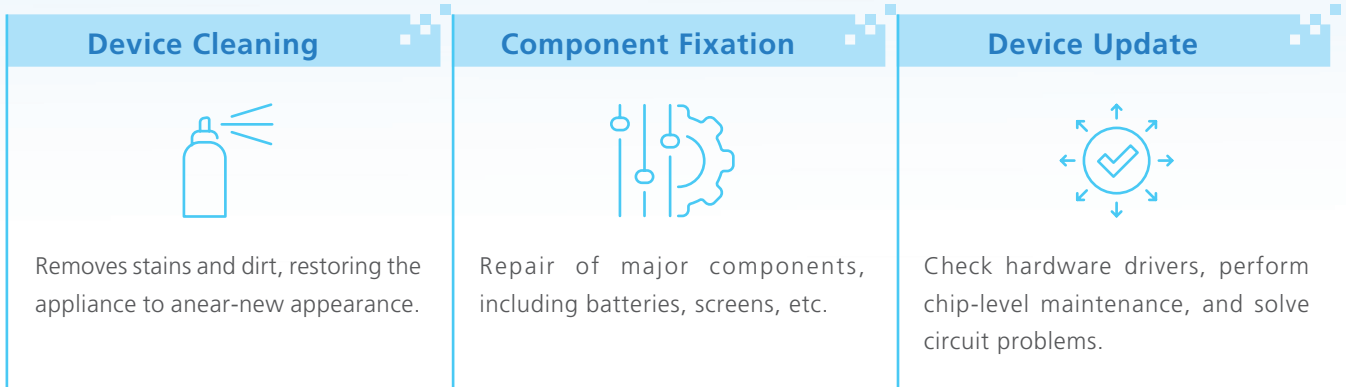 Device Cleaning
Removes stains and dirt, restoring the
appliance to anear-new appearance.
Component Fixation
Repair of major components,
including batteries, screens, etc.
Device Update
Check hardware drivers, perform
chip-level maintenance, and solve
circuit problems.